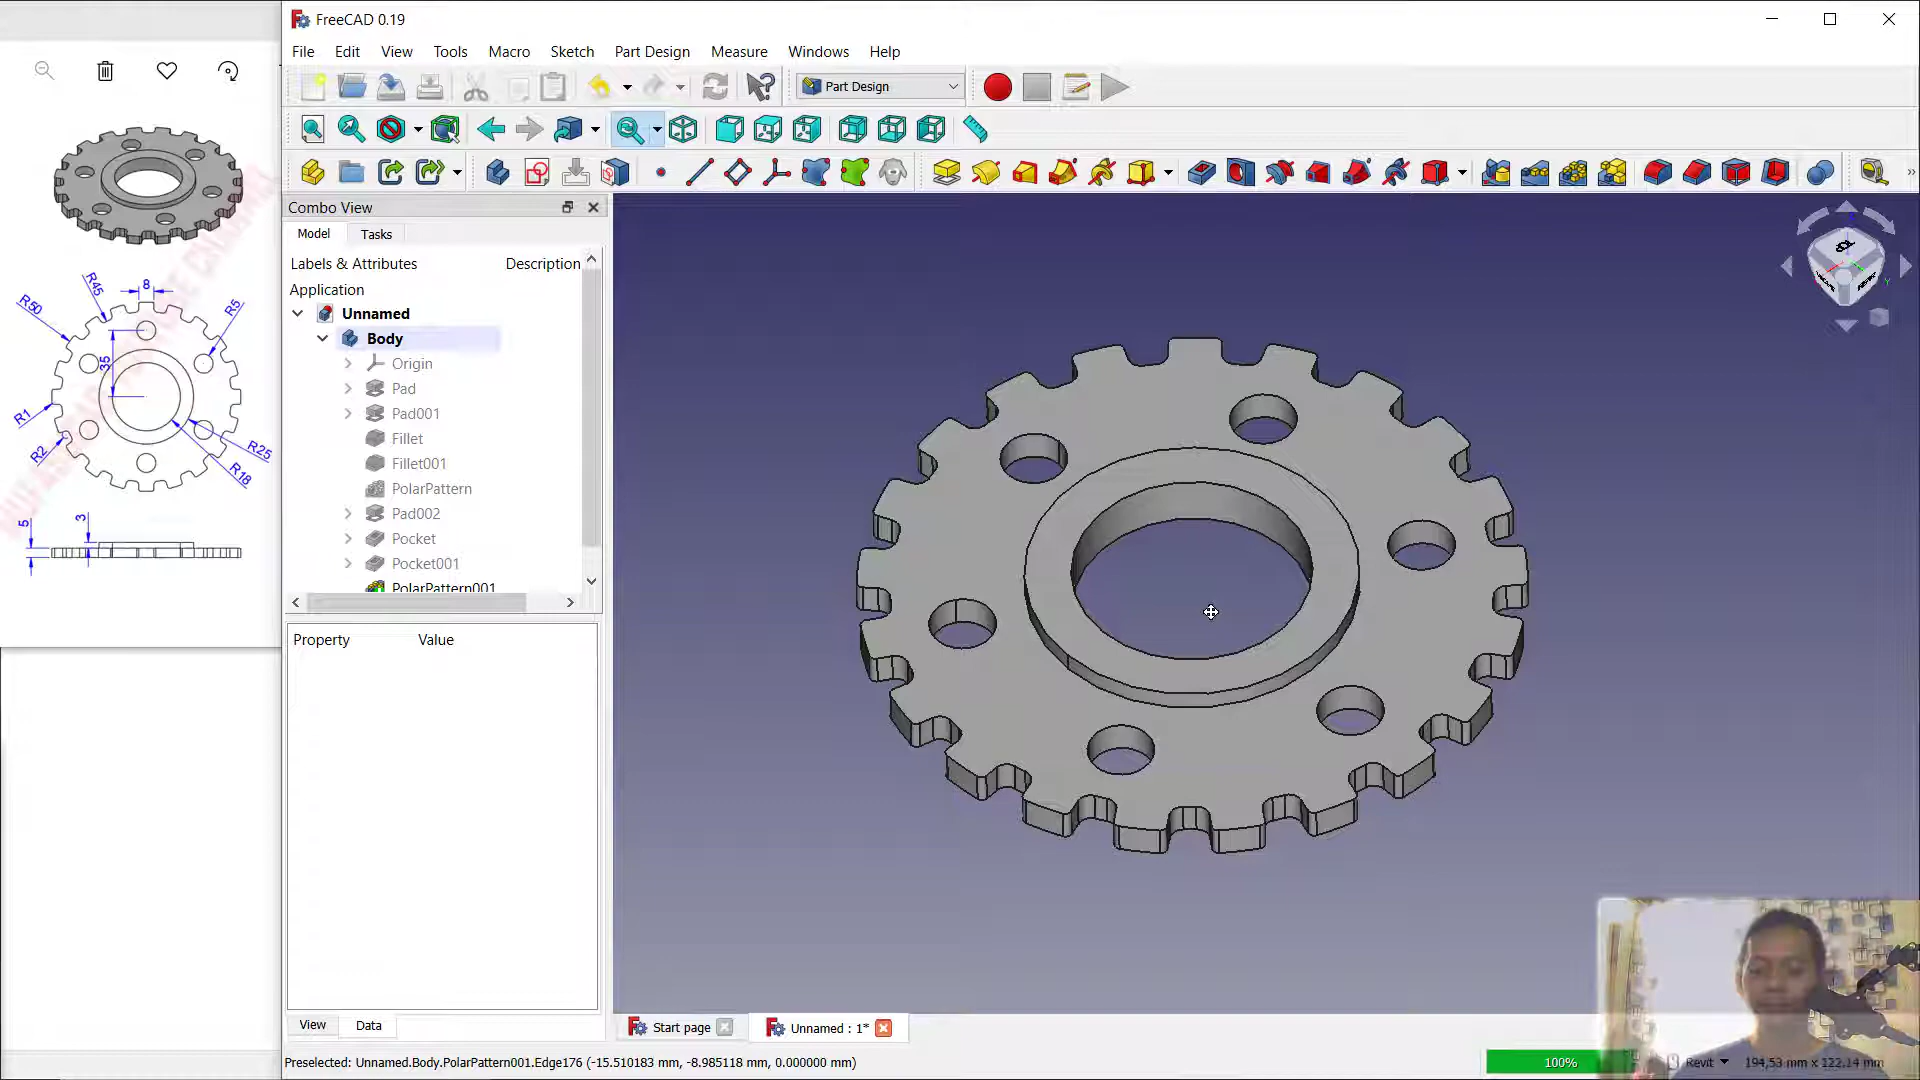 FreeCAD 0.19
File Edit View Tools Macro Sketch Part Design Measure Windows Help
Part Design
Combo View
Model Tasks
Labels & Attributes Description
Application
Unnamed
Body
Origin
Pad
Pad001
Fillet
Fillet001
PolarPattern
Pad002
Pocket
Pocket001
PolarPattern001
Property Value
View Data
Start page
Unnamed : 1*
Preselected: Unnamed.Body.PolarPattern001.Edge176 (-15.510183 mm, -8.985118 mm, 0.000000 mm)
100%
Revit
194,53 mm x 122,14 mm
R50
R45
8
R5
35
R1
R2
R25
R18
5
3